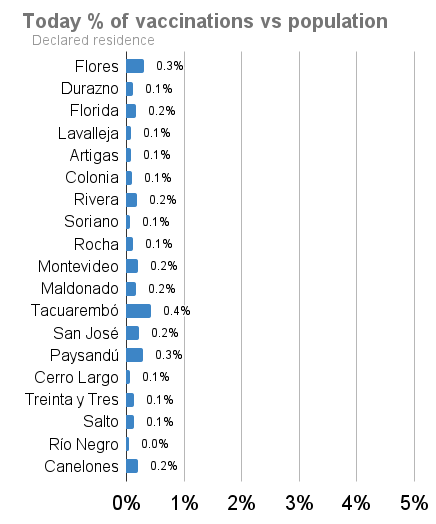 Today % of vaccinations vs population
Declared residence
Flores 0.3%
Durazno 0.1%
Florida 0.2%
Lavalleja 0.1%
Artigas 0.1%
Colonia 0.1%
Rivera 0.2%
Soriano 0.1%
Rocha 0.1%
Montevideo 0.2%
Maldonado 0.2%
Tacuarembó 0.4%
San José 0.2%
Paysandú 0.3%
Cerro Largo 0.1%
Treinta y Tres 0.1%
Salto 0.1%
Río Negro 0.0%
Canelones 0.2%
0% 1% 2% 3% 4% 5%